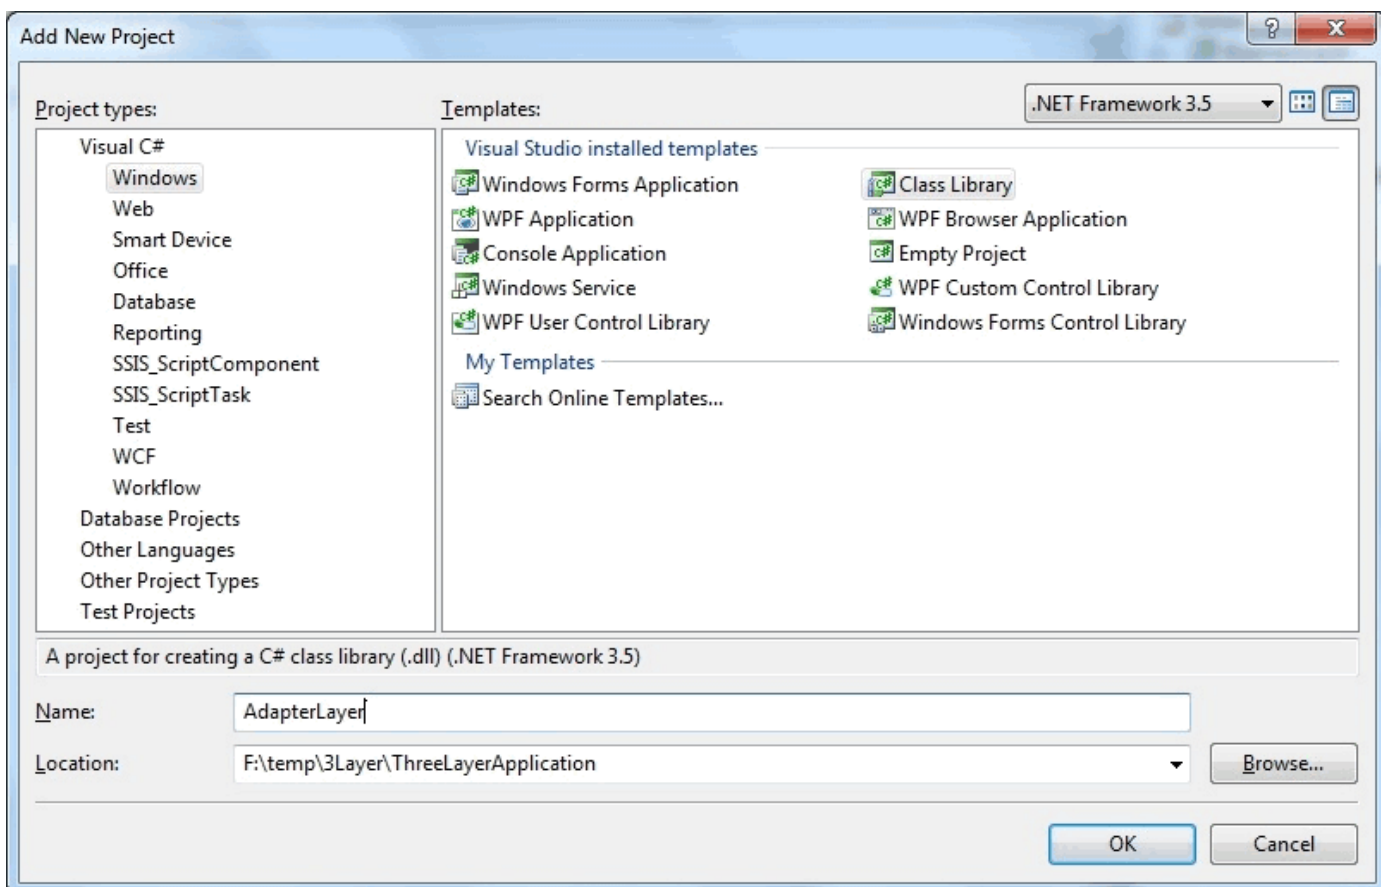 Add New Project
?
X
Project types:
Templates:
.NET Framework 3.5
Visual C#
Windows
Web
Smart Device
Office
Database
Reporting
SSIS_ScriptComponent
SSIS_ScriptTask
Test
WCF
Workflow
Database Projects
Other Languages
Other Project Types
Test Projects
Visual Studio installed templates
Windows Forms Application
Class Library
WPF Application
WPF Browser Application
Console Application
Empty Project
Windows Service
WPF Custom Control Library
WPF User Control Library
Windows Forms Control Library
My Templates
Search Online Templates...
A project for creating a C# class library (.dll) (.NET Framework 3.5)
Name:
AdapterLayer
Location:
F:\temp\3Layer\ThreeLayerApplication
Browse...
OK
Cancel